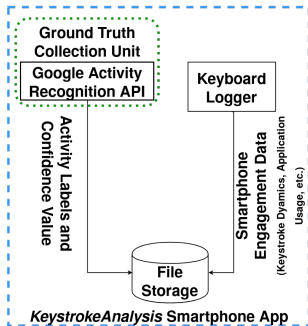 Ground Truth
Collection Unit
Google Activity
Recognition API
Keyboard
Logger
Activity Labels and
Confidence Value
Smartphone
Engagement Data
(Keystroke Dyamics, Application
Usage, etc.)
File
Storage
KeystrokeAnalysis Smartphone App